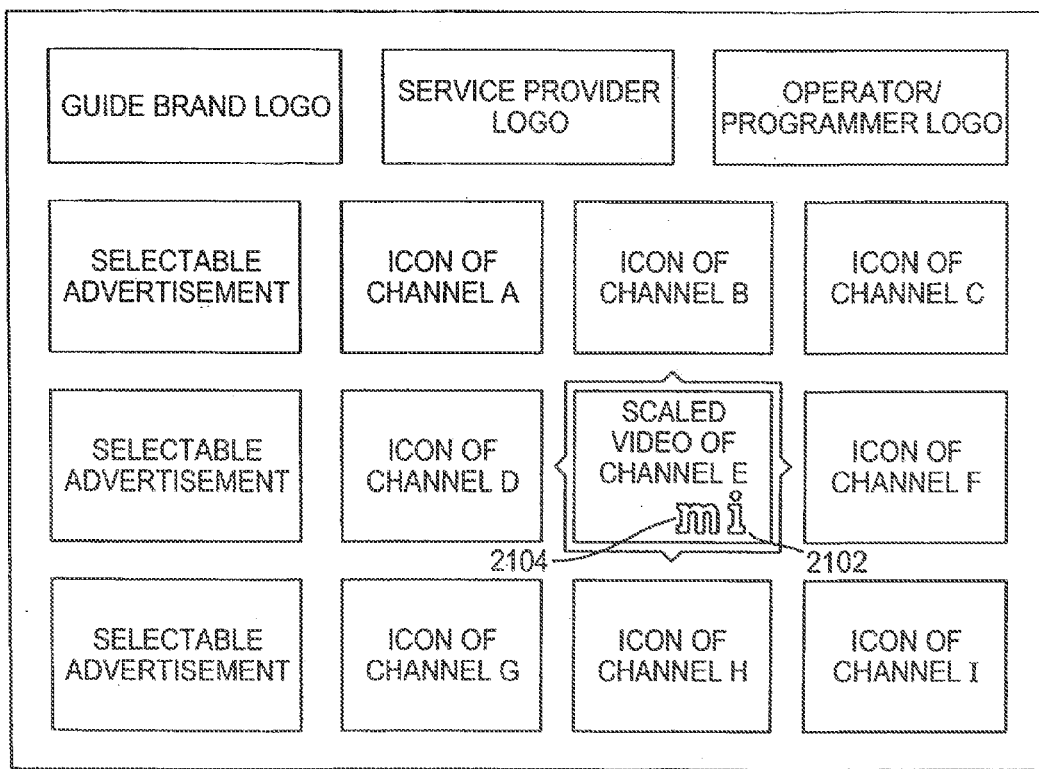 GUIDE BRAND LOGO
SERVICE PROVIDER
LOGO
OPERATOR/
PROGRAMMER LOGO
SELECTABLE
ADVERTISEMENT
ICON OF
CHANNEL A
ICON OF
CHANNEL B
ICON OF
CHANNEL C
SELECTABLE
ADVERTISEMENT
ICON OF
CHANNEL D
SCALED
VIDEO OF
CHANNEL E
m i
2104
2102
ICON OF
CHANNEL F
SELECTABLE
ADVERTISEMENT
ICON OF
CHANNEL G
ICON OF
CHANNEL H
ICON OF
CHANNEL I